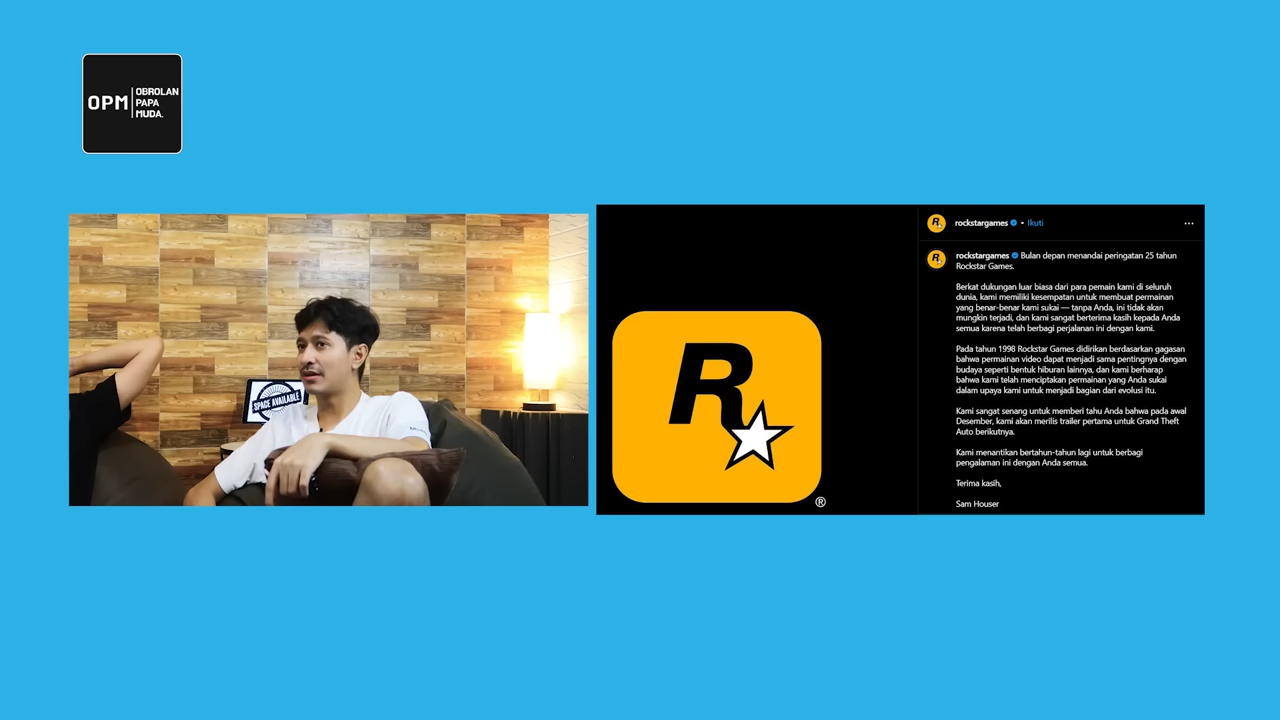 OPM
OBROLAN
PAPA
MUDA.
SPACE AVAILABLE
R
®
rockstargames • Ikuti
rockstargames Bulan depan menandai peringatan 25 tahun
Rockstar Games.
Berkat dukungan luar biasa dari para pemain kami di seluruh
dunia, kami memiliki kesempatan untuk membuat permainan
yang benar-benar kami sukai — tanpa Anda, ini tidak akan
mungkin terjadi, dan kami sangat berterima kasih kepada Anda
semua karena telah berbagi perjalanan ini dengan kami.
Pada tahun 1998 Rockstar Games didirikan berdasarkan gagasan
bahwa permainan video dapat menjadi sama pentingnya dengan
budaya seperti bentuk hiburan lainnya, dan kami berharap
bahwa kami telah menciptakan permainan yang Anda sukai
dalam upaya kami untuk menjadi bagian dari evolusi itu.
Kami sangat senang untuk memberi tahu Anda bahwa pada awal
Desember, kami akan merilis trailer pertama untuk Grand Theft
Auto berikutnya.
Kami menantikan bertahun-tahun lagi untuk berbagi
pengalaman ini dengan Anda semua.
Terima kasih,
Sam Houser